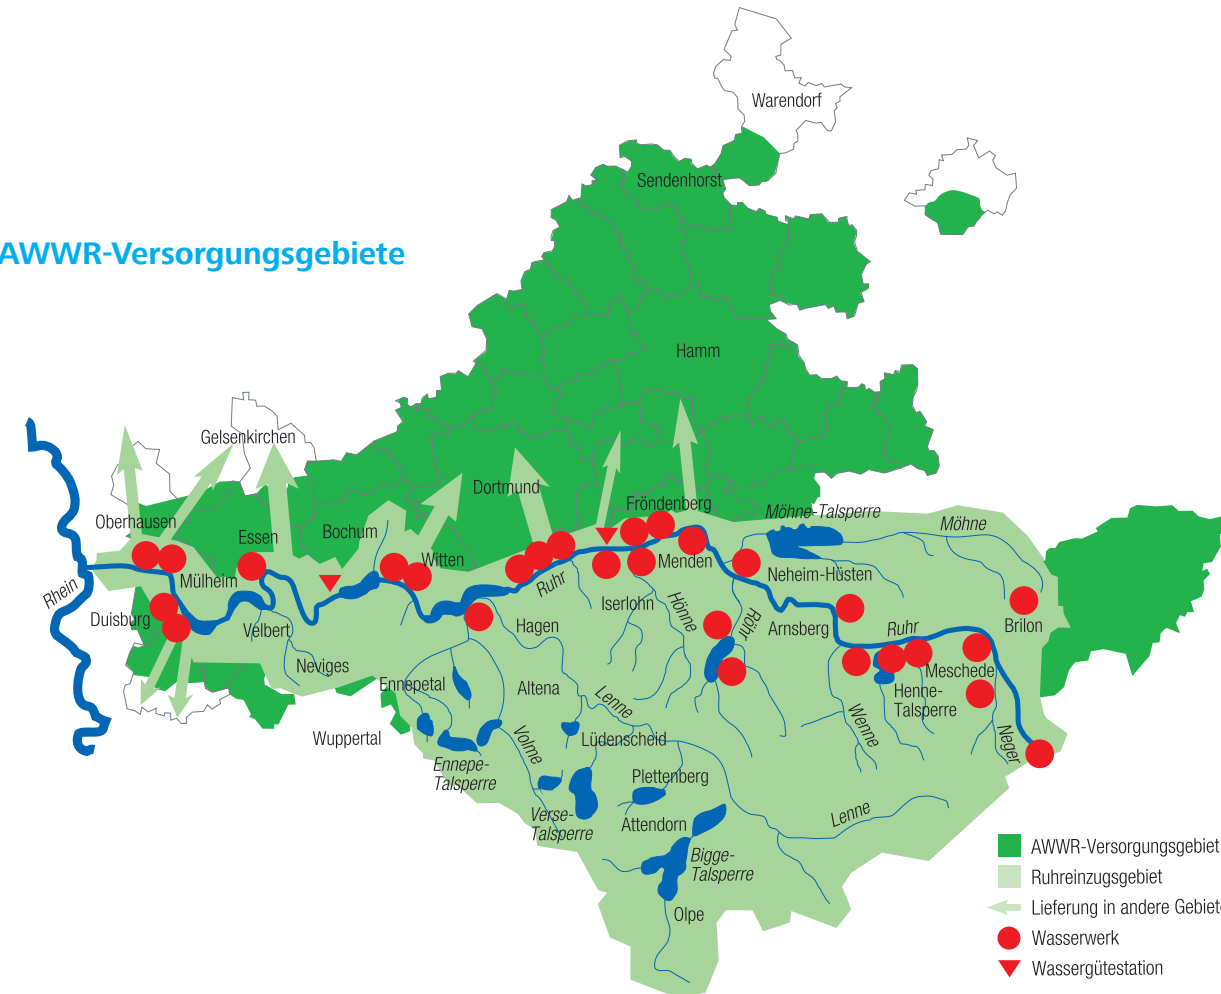 Warendorf
Sendenhorst
AWWR-Versorgungsgebiete
Hamm
Gelsenkirchen
Dortmund
Fröndenberg
Möhne-Talsperre
Möhne
Oberhausen
Essen
Bochum
Witten
Menden
Neheim-Hüsten
Rhein
Mülheim
Ruhr
Iserlohn
Hönne
Röhr
Arnsberg
Ruhr
Brilon
Duisburg
Velbert
Hagen
Neviges
Meschede
Ennepetal
Altena
Lenne
Henne-
Talsperre
Wuppertal
Volme
Lüdenscheid
Wenne
Neger
Ennepe-
Talsperre
Plettenberg
Verse-
Talsperre
Attendorn
Lenne
Bigge-
Talsperre
Olpe
AWWR-Versorgungsgebiet
Ruhreinzugsgebiet
Lieferung in andere Gebiete
Wasserwerk
Wassergütestation